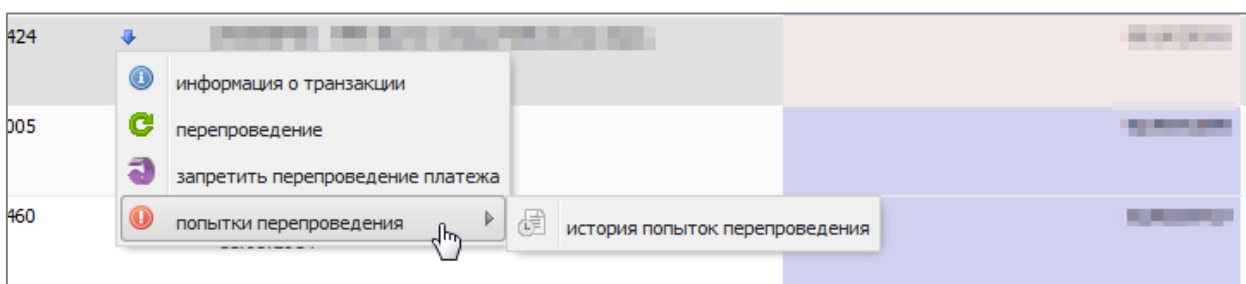 424
информация о транзакции
005
перепроведение
запретить перепроведение платежа
460
попытки перепроведения
история попыток перепроведения